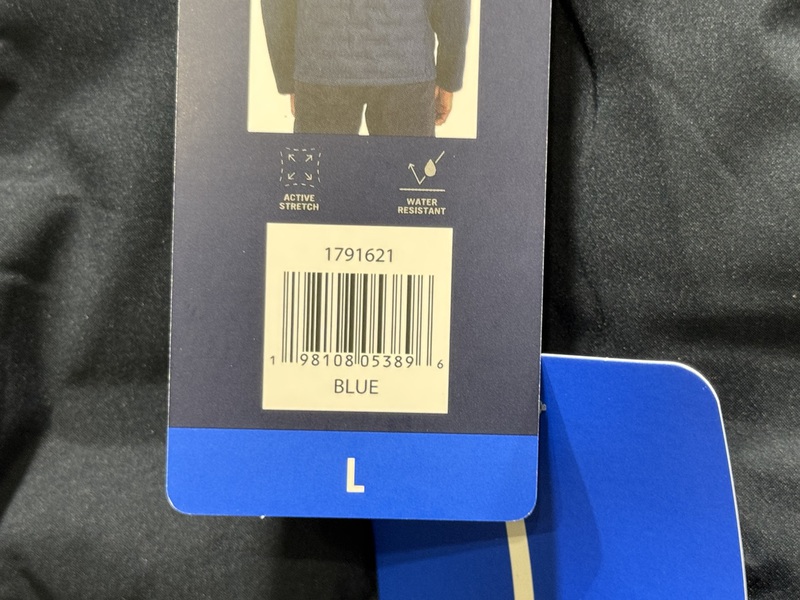 ACTIVE
STRETCH
WATER
RESISTANT
1791621
1 98108 05389 6
BLUE
L